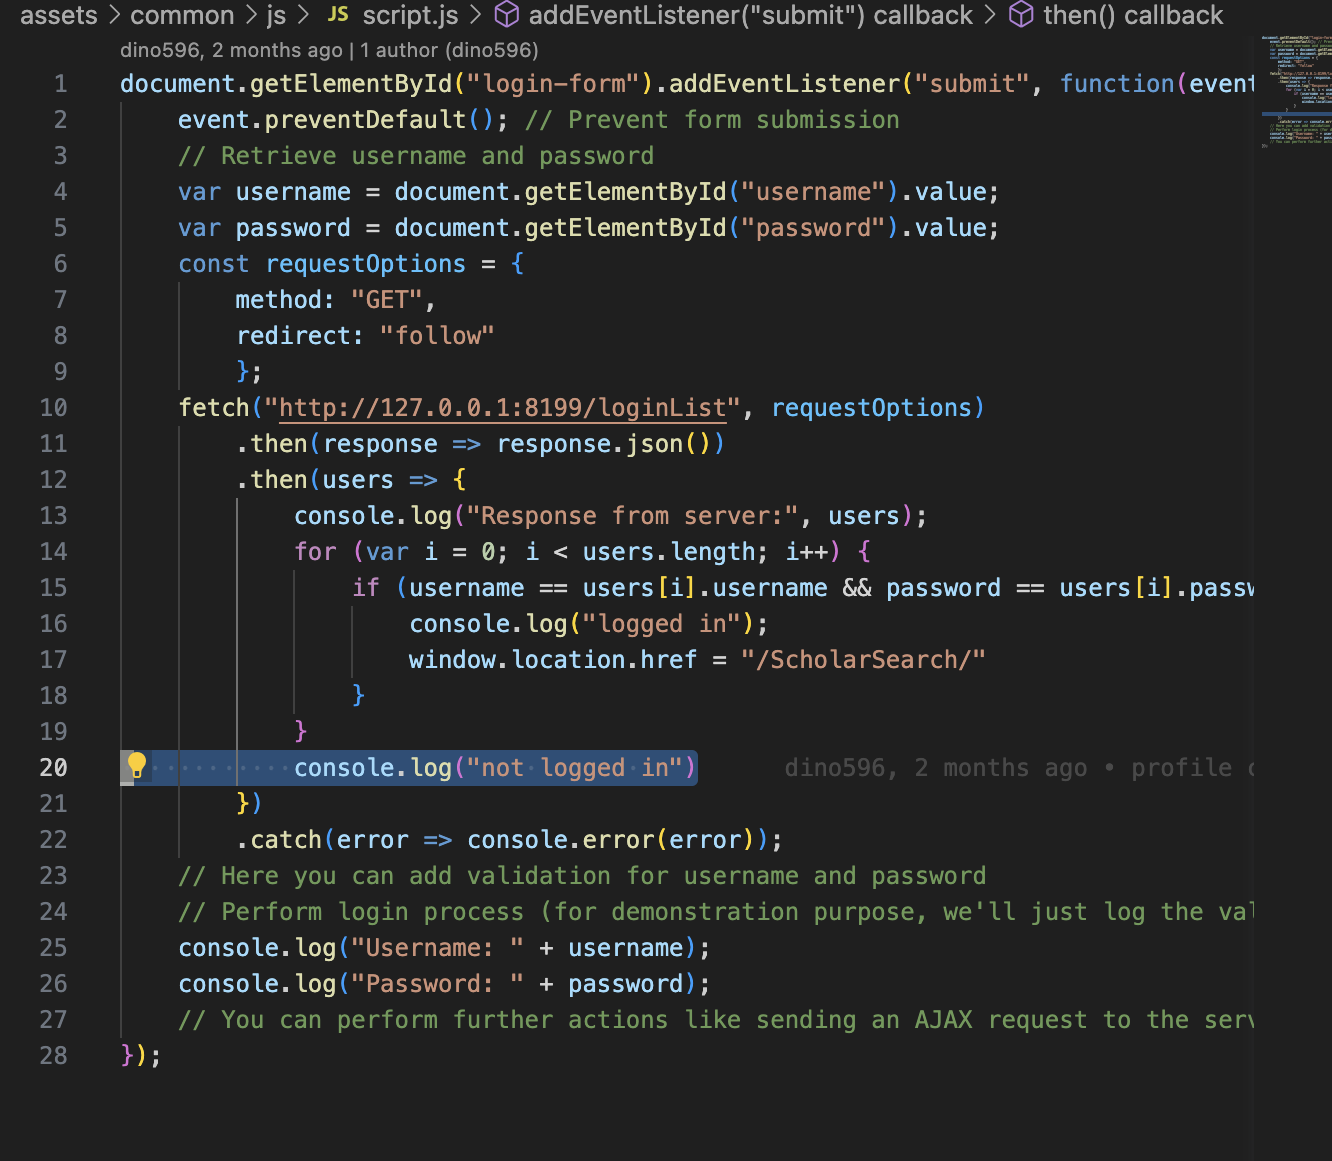 assets > common > js > JS script.js > addEventListener("submit") callback > then() callback
dino596, 2 months ago | 1 author (dino596)
1 document.getElementById("login-form").addEventListener("submit", function(event
2 event.preventDefault(); // Prevent form submission
3 // Retrieve username and password
4 var username = document.getElementById("username").value;
5 var password = document.getElementById("password").value;
6 const requestOptions = {
7 method: "GET",
8 redirect: "follow"
9 };
10 fetch("http://127.0.0.1:8199/loginList", requestOptions)
11 .then(response => response.json())
12 .then(users => {
13 console.log("Response from server:", users);
14 for (var i = 0; i < users.length; i++) {
15 if (username == users[i].username && password == users[i].passw
16 console.log("logged in");
17 window.location.href = "/ScholarSearch/"
18 }
19 }
20 console.log("not logged in") dino596, 2 months ago • profile
21 })
22 .catch(error => console.error(error));
23 // Here you can add validation for username and password
24 // Perform login process (for demonstration purpose, we'll just log the val
25 console.log("Username: " + username);
26 console.log("Password: " + password);
27 // You can perform further actions like sending an AJAX request to the serv
28 });